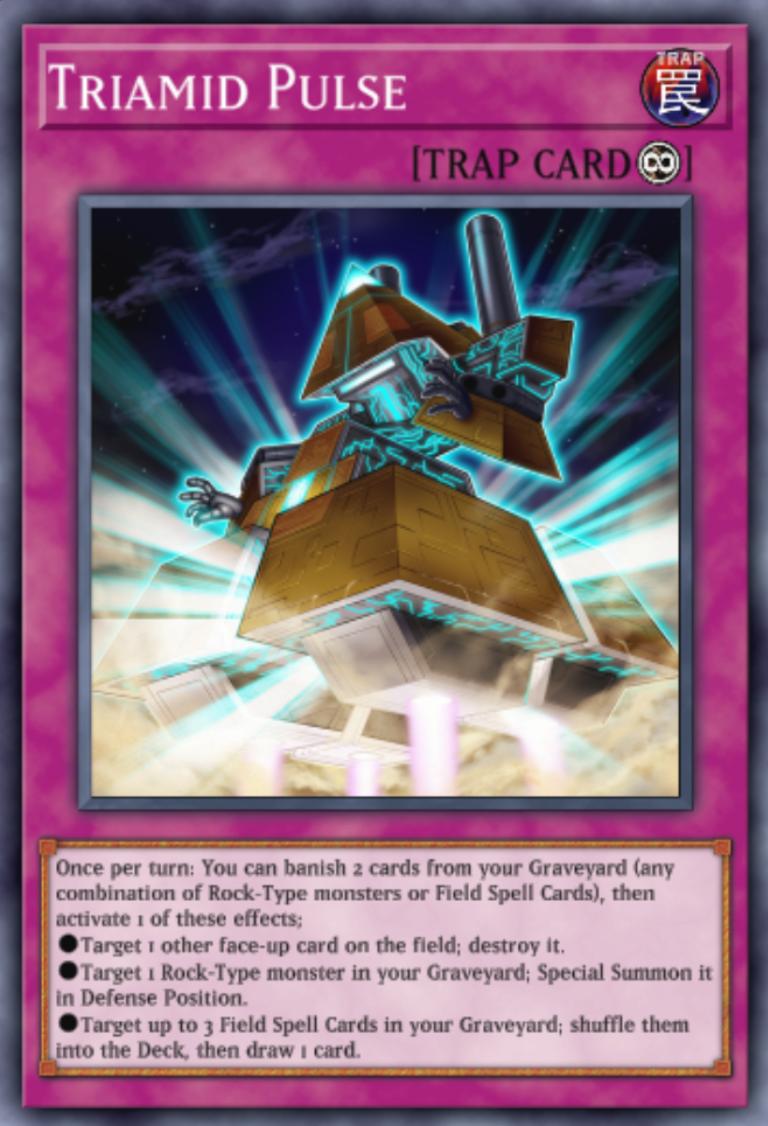 TRIAMID PULSE
TRAP
罠
[TRAP CARD]
Once per turn: You can banish 2 cards from your Graveyard (any
combination of Rock-Type monsters or Field Spell Cards), then
activate 1 of these effects;
●Target 1 other face-up card on the field; destroy it.
●Target 1 Rock-Type monster in your Graveyard; Special Summon it
in Defense Position.
●Target up to 3 Field Spell Cards in your Graveyard; shuffle them
into the Deck, then draw 1 card.